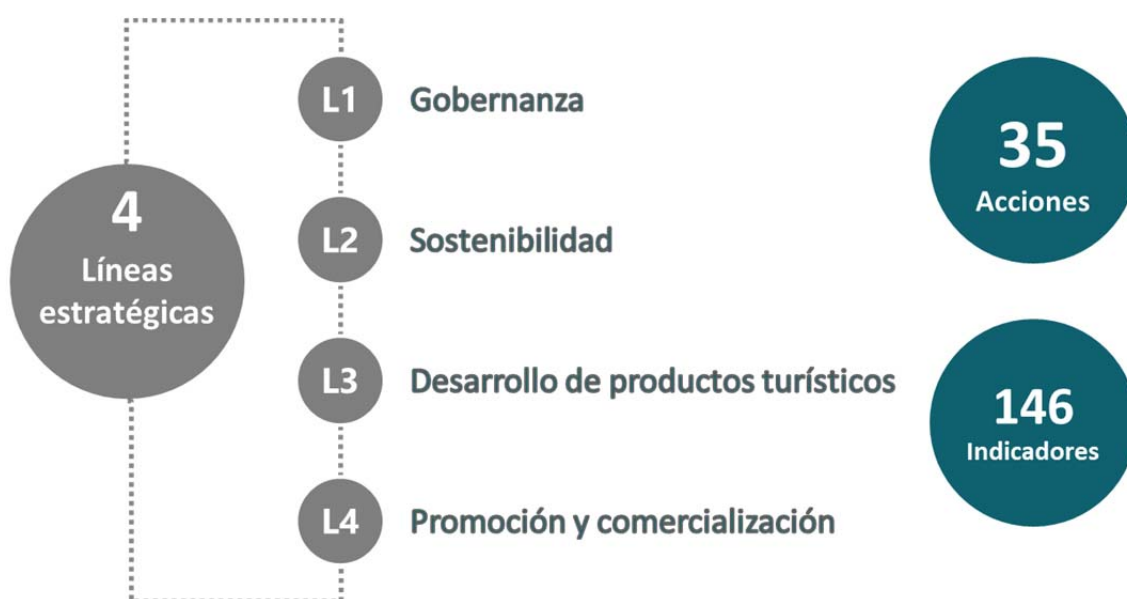 4
Líneas
estratégicas
L1
Gobernanza
L2
Sostenibilidad
L3
Desarrollo de productos turísticos
L4
Promoción y comercialización
35
Acciones
146
Indicadores